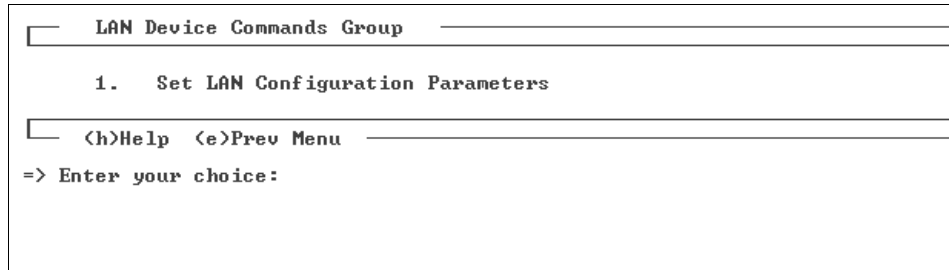 LAN Device Commands Group
1. Set LAN Configuration Parameters
(h)Help (e)Prev Menu
=> Enter your choice: